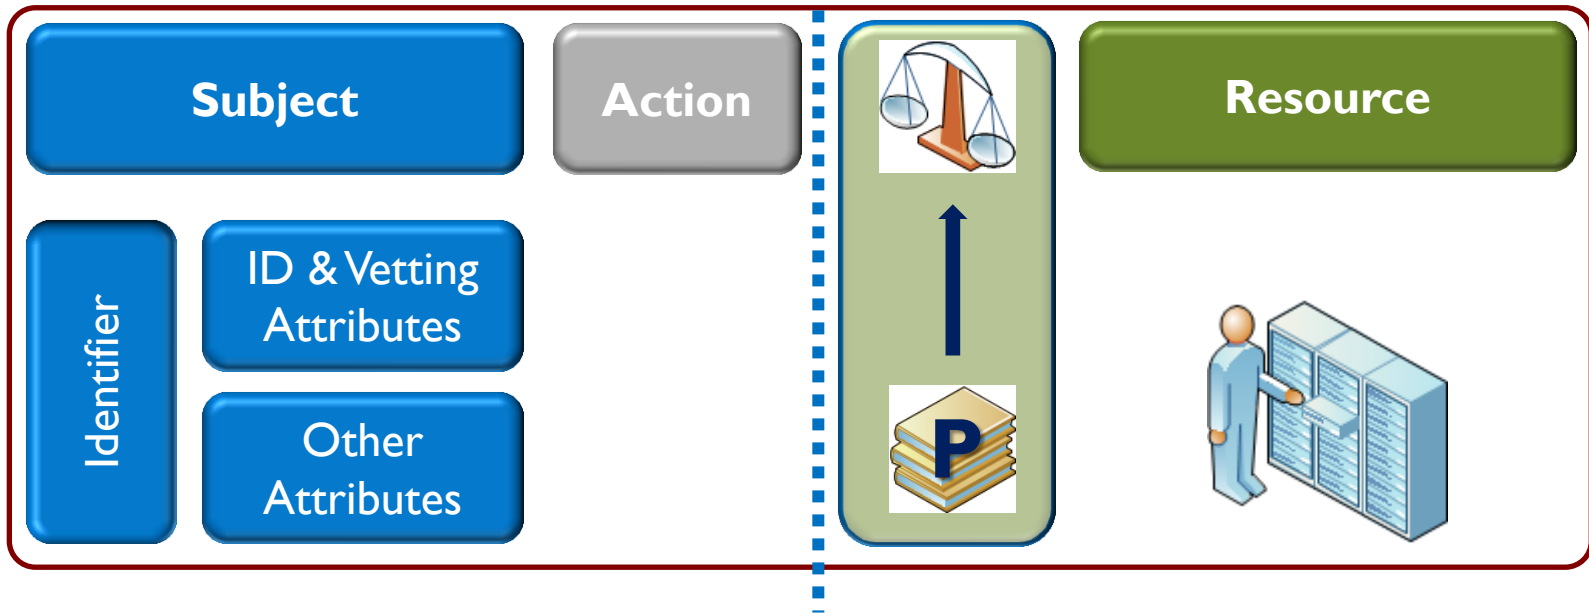 Subject
Action
Resource
Identifier
ID & Vetting
Attributes
Other
Attributes
P